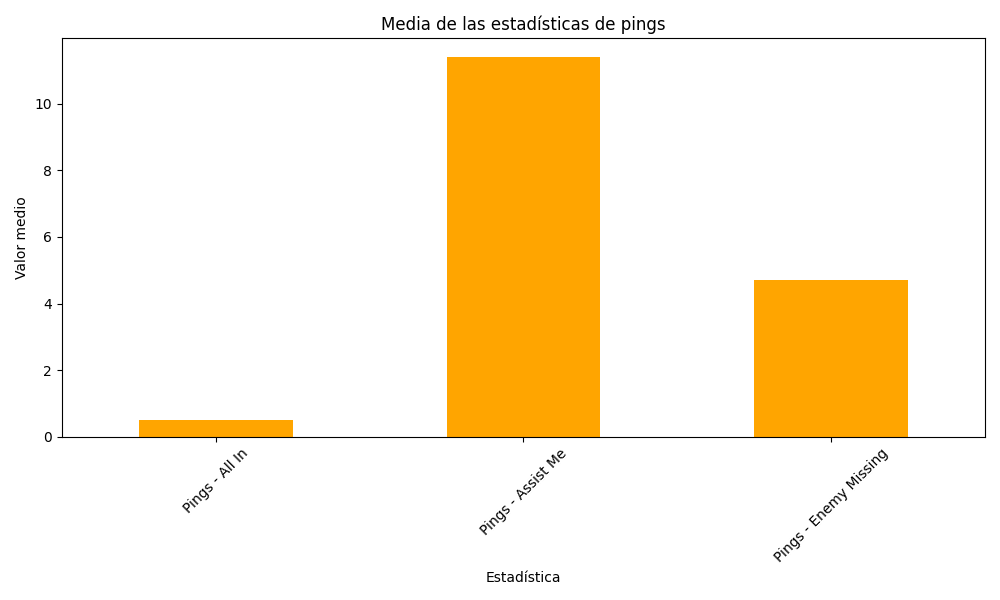 Media de las estadísticas de pings
Valor medio
10
8
6
4
2
0
Pings - All In
Pings - Assist Me
Pings - Enemy Missing
Estadística